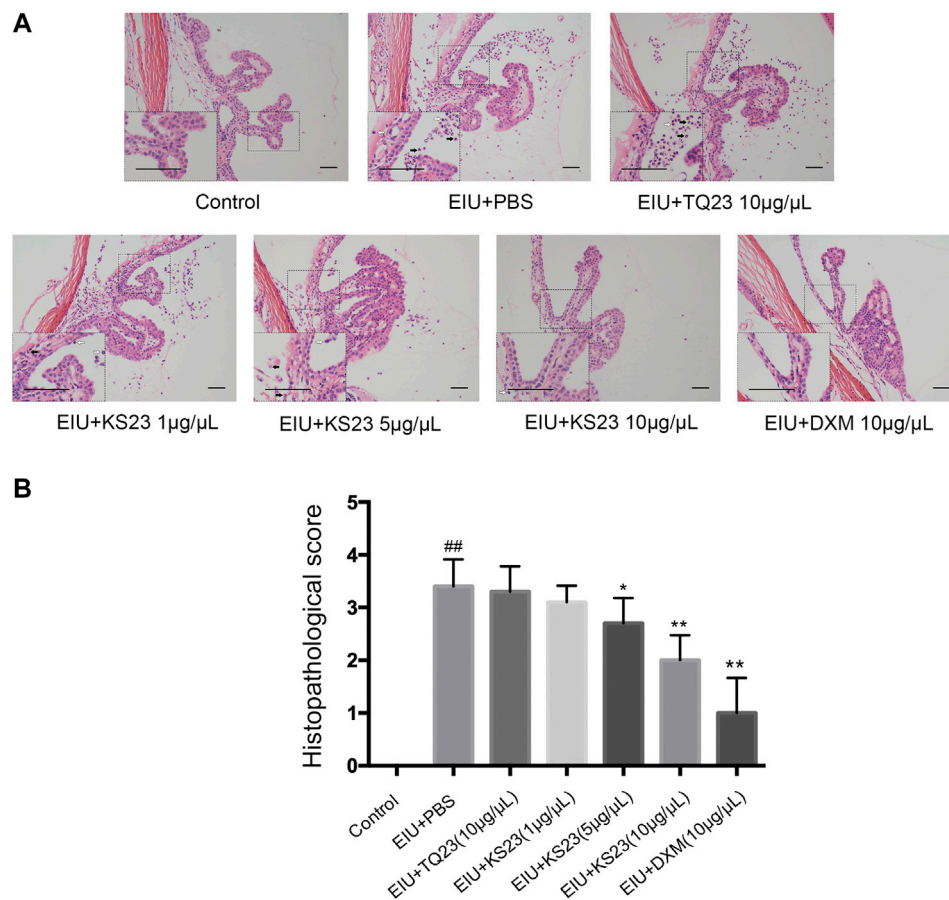 A
Control
EIU+PBS
EIU+TQ23 10μg/μL
EIU+KS23 1μg/μL
EIU+KS23 5μg/μL
EIU+KS23 10μg/μL
EIU+DXM 10μg/μL
B
Histopathological score
5
4
3
2
1
0
##
*
**
**
Control
EIU+PBS
EIU+TQ23(10μg/μL)
EIU+KS23(1μg/μL)
EIU+KS23(5μg/μL)
EIU+KS23(10μg/μL)
EIU+DXM(10μg/μL)